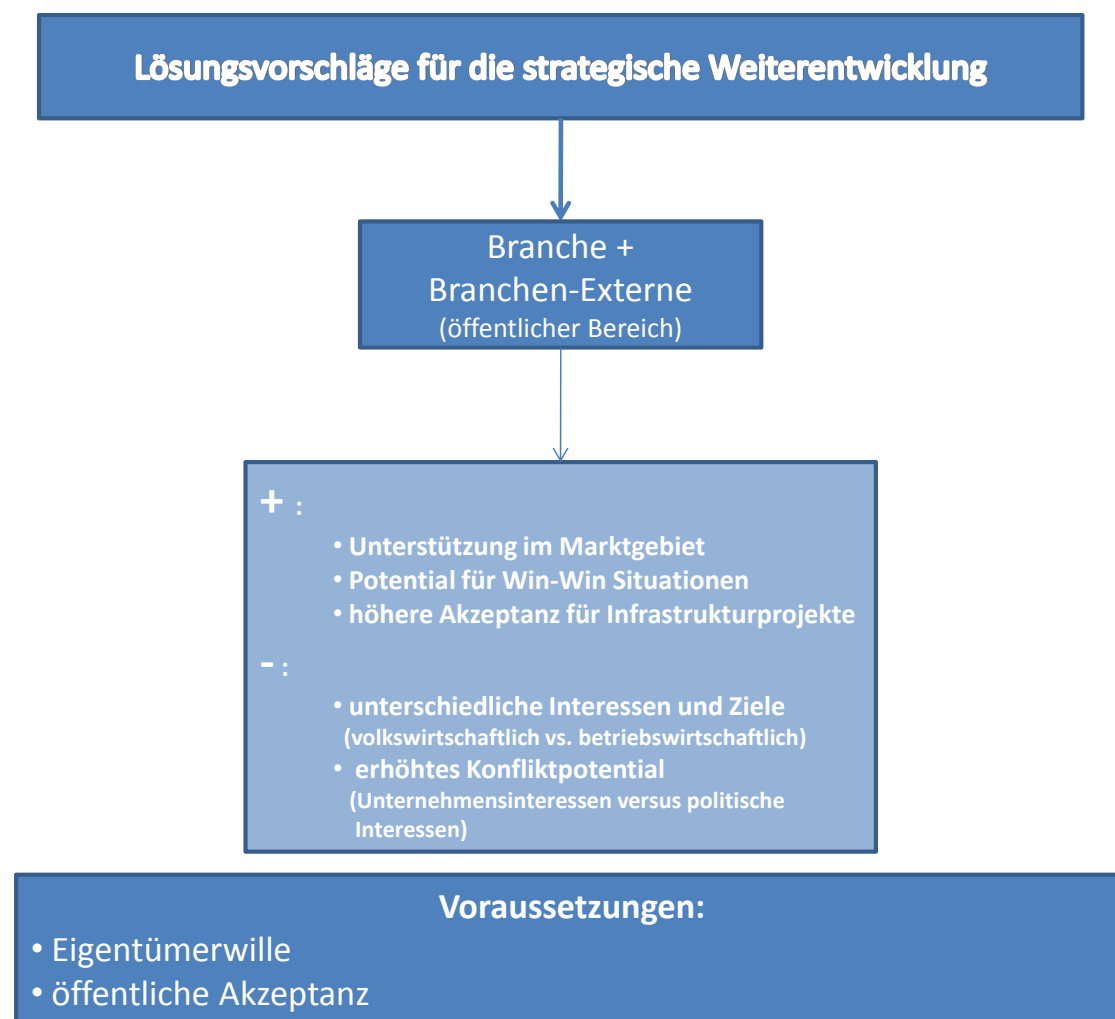 Lösungsvorschläge für die strategische Weiterentwicklung
Branche +
Branchen-Externe
(öffentlicher Bereich)
+ :
• Unterstützung im Marktgebiet
• Potential für Win-Win Situationen
• höhere Akzeptanz für Infrastrukturprojekte
- :
• unterschiedliche Interessen und Ziele
(volkswirtschaftlich vs. betriebswirtschaftlich)
• erhöhtes Konfliktpotential
(Unternehmensinteressen versus politische
Interessen)
Voraussetzungen:
• Eigentümerwille
• öffentliche Akzeptanz